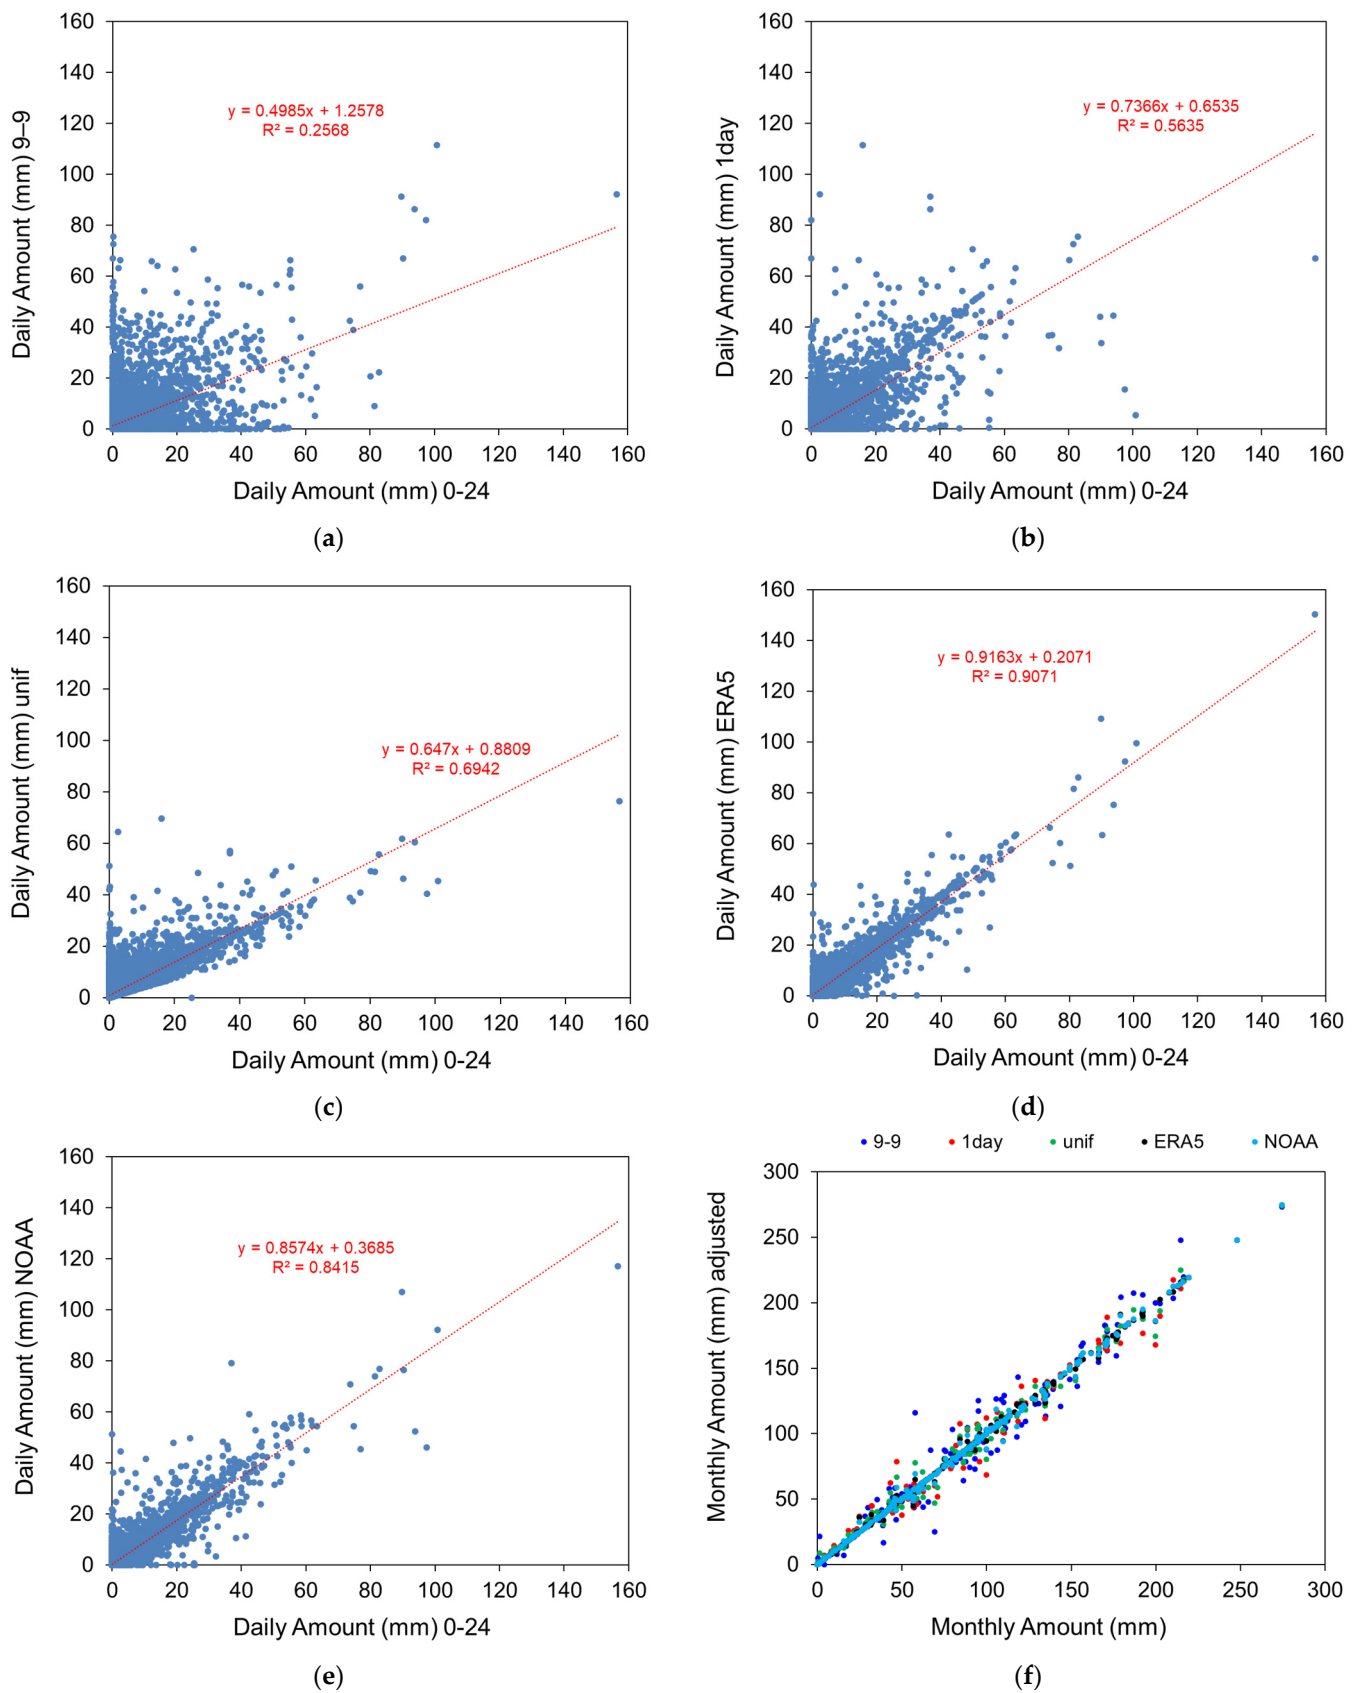 160
140
120
100
80
60
40
20
0
Daily Amount (mm) 9–9
y = 0.4985x + 1.2578
R² = 0.2568
0 20 40 60 80 100 120 140 160
Daily Amount (mm) 0-24
(a)
160
140
120
100
80
60
40
20
0
Daily Amount (mm) 1day
y = 0.7366x + 0.6535
R² = 0.5635
0 20 40 60 80 100 120 140 160
Daily Amount (mm) 0-24
(b)
160
140
120
100
80
60
40
20
0
Daily Amount (mm) unif
y = 0.647x + 0.8809
R² = 0.6942
0 20 40 60 80 100 120 140 160
Daily Amount (mm) 0-24
(c)
160
140
120
100
80
60
40
20
0
Daily Amount (mm) ERA5
y = 0.9163x + 0.2071
R² = 0.9071
0 20 40 60 80 100 120 140 160
Daily Amount (mm) 0-24
(d)
160
140
120
100
80
60
40
20
0
Daily Amount (mm) NOAA
y = 0.8574x + 0.3685
R² = 0.8415
0 20 40 60 80 100 120 140 160
Daily Amount (mm) 0-24
(e)
9-9 1day unif ERA5 NOAA
300
250
200
150
100
50
0
Monthly Amount (mm) adjusted
0 50 100 150 200 250 300
Monthly Amount (mm)
(f)